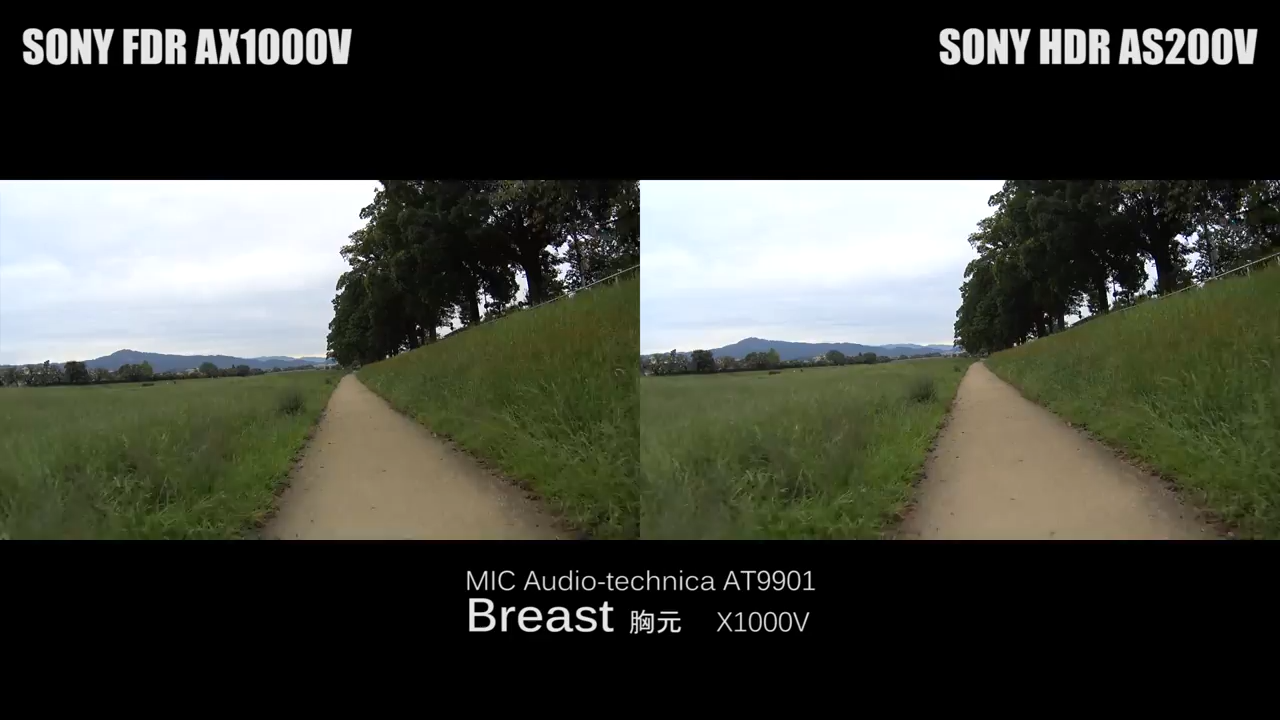 SONY FDR AX1000V
SONY HDR AS200V
MIC Audio-technica AT9901
Breast 胸元 X1000V